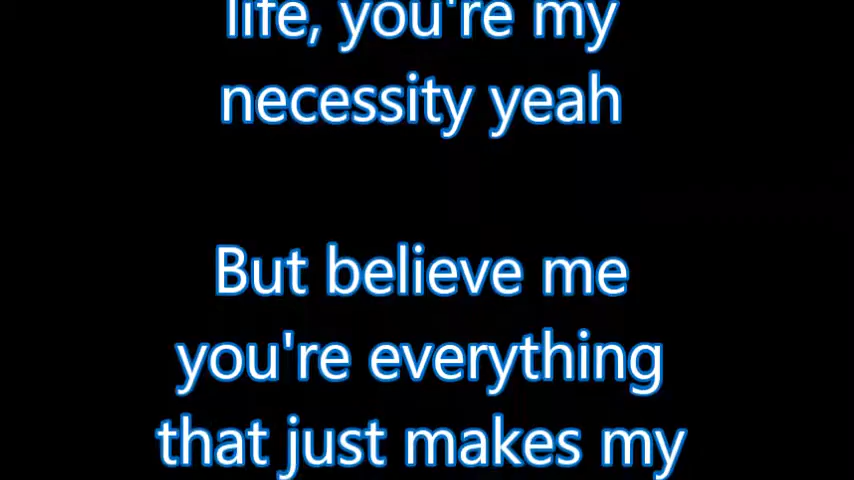 life, you're my
necessity yeah
But believe me
you're everything
that just makes my